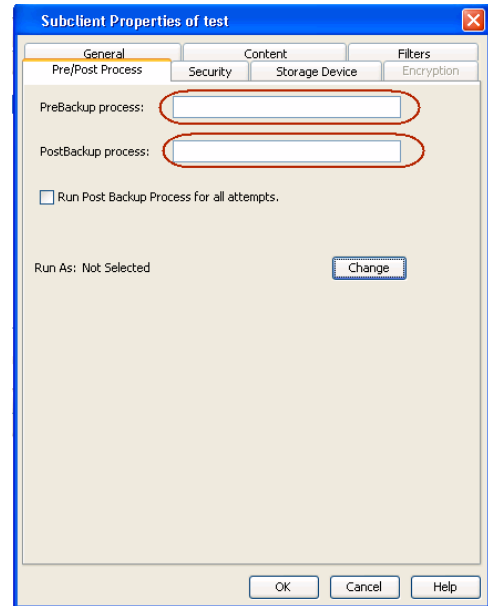 Subclient Properties of test
General Content Filters
Pre/Post Process Security Storage Device Encryption
PreBackup process:
PostBackup process:
Run Post Backup Process for all attempts.
Run As: Not Selected Change
OK Cancel Help